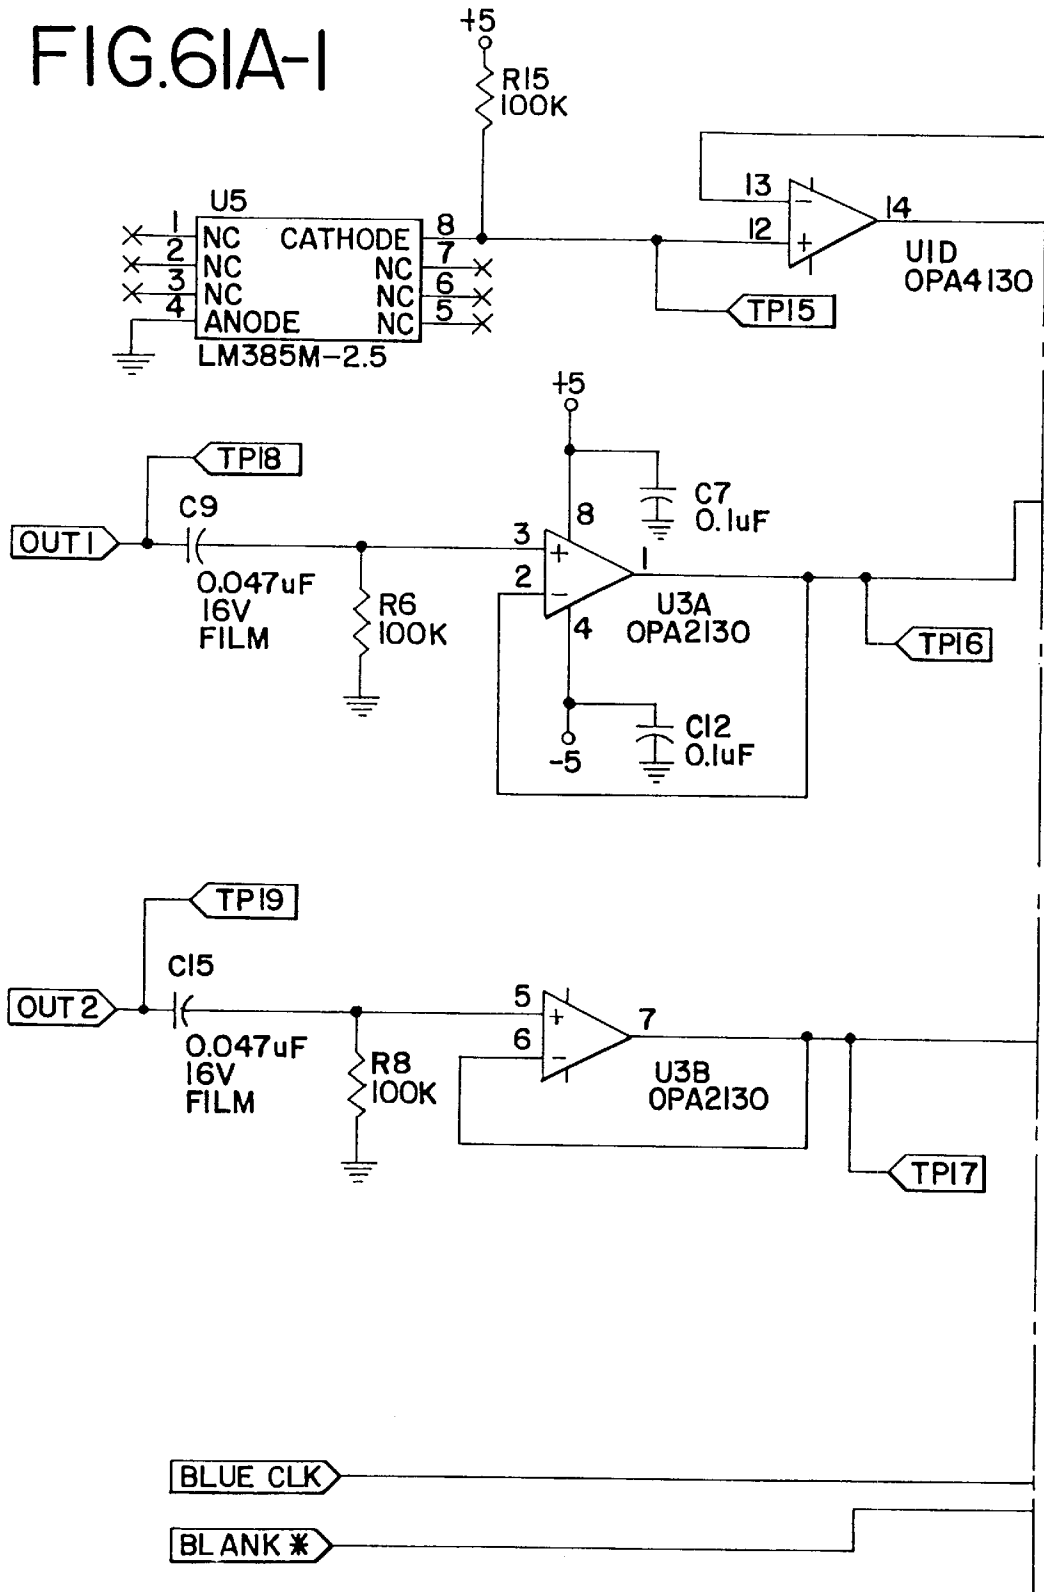 FIG.61A-1
+5
R15
100K
U5
1 NC CATHODE 8
2 NC NC 7
3 NC NC 6
4 ANODE NC 5
LM385M-2.5
13 -
12 +
14
U1D
OPA4130
TP15
+5
TP18
C9
C7
0.1uF
8
OUT1
3 +
2 -
1
0.047uF
16V
FILM
R6
100K
U3A
OPA2130
4
TP16
C12
0.1uF
-5
TP19
C15
OUT2
5 +
6 -
7
0.047uF
16V
FILM
R8
100K
U3B
OPA2130
TP17
BLUE CLK
BLANK *